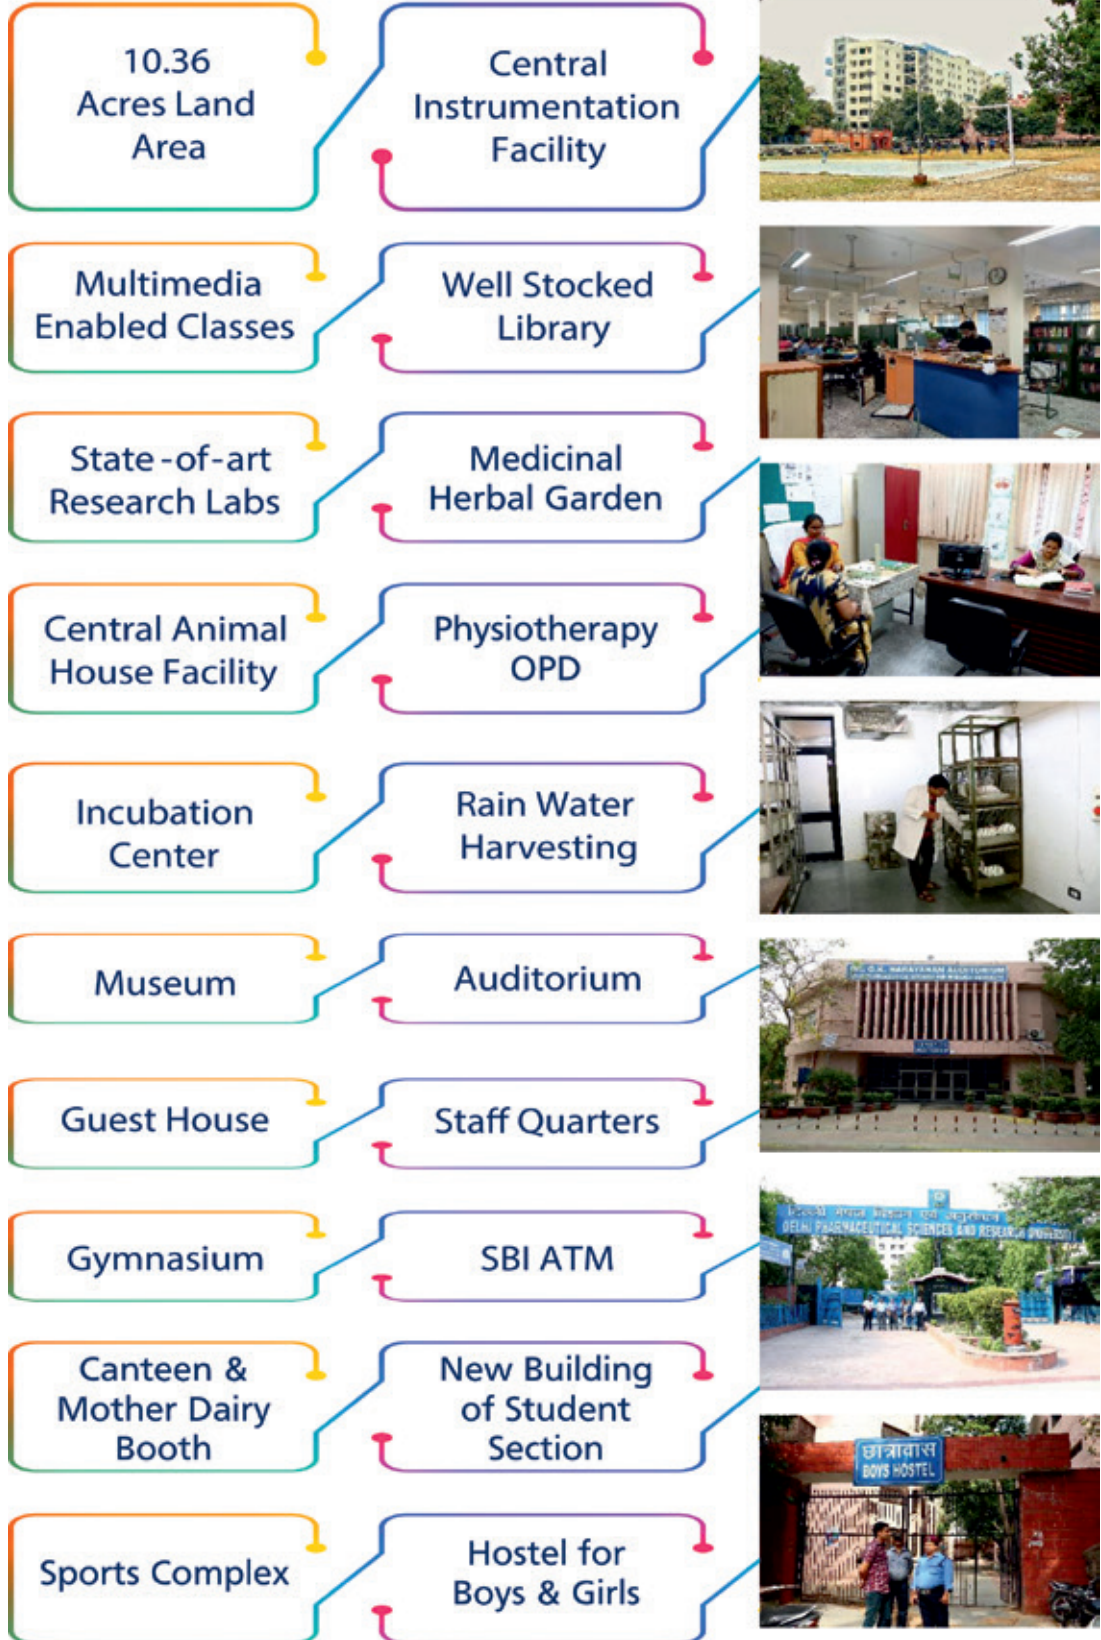 10.36
Acres Land
Area
Central
Instrumentation
Facility
Multimedia
Enabled Classes
Well Stocked
Library
State-of-art
Research Labs
Medicinal
Herbal Garden
Central Animal
House Facility
Physiotherapy
OPD
Incubation
Center
Rain Water
Harvesting
Museum
Auditorium
Guest House
Staff Quarters
Gymnasium
SBI ATM
Canteen &
Mother Dairy
Booth
New Building
of Student
Section
Sports Complex
Hostel for
Boys & Girls
NARAYANAN AUDITORIUM
DELHI PHARMACEUTICAL SCIENCES AND RESEARCH UNIVERSITY
छात्रावास
BOYS HOSTEL